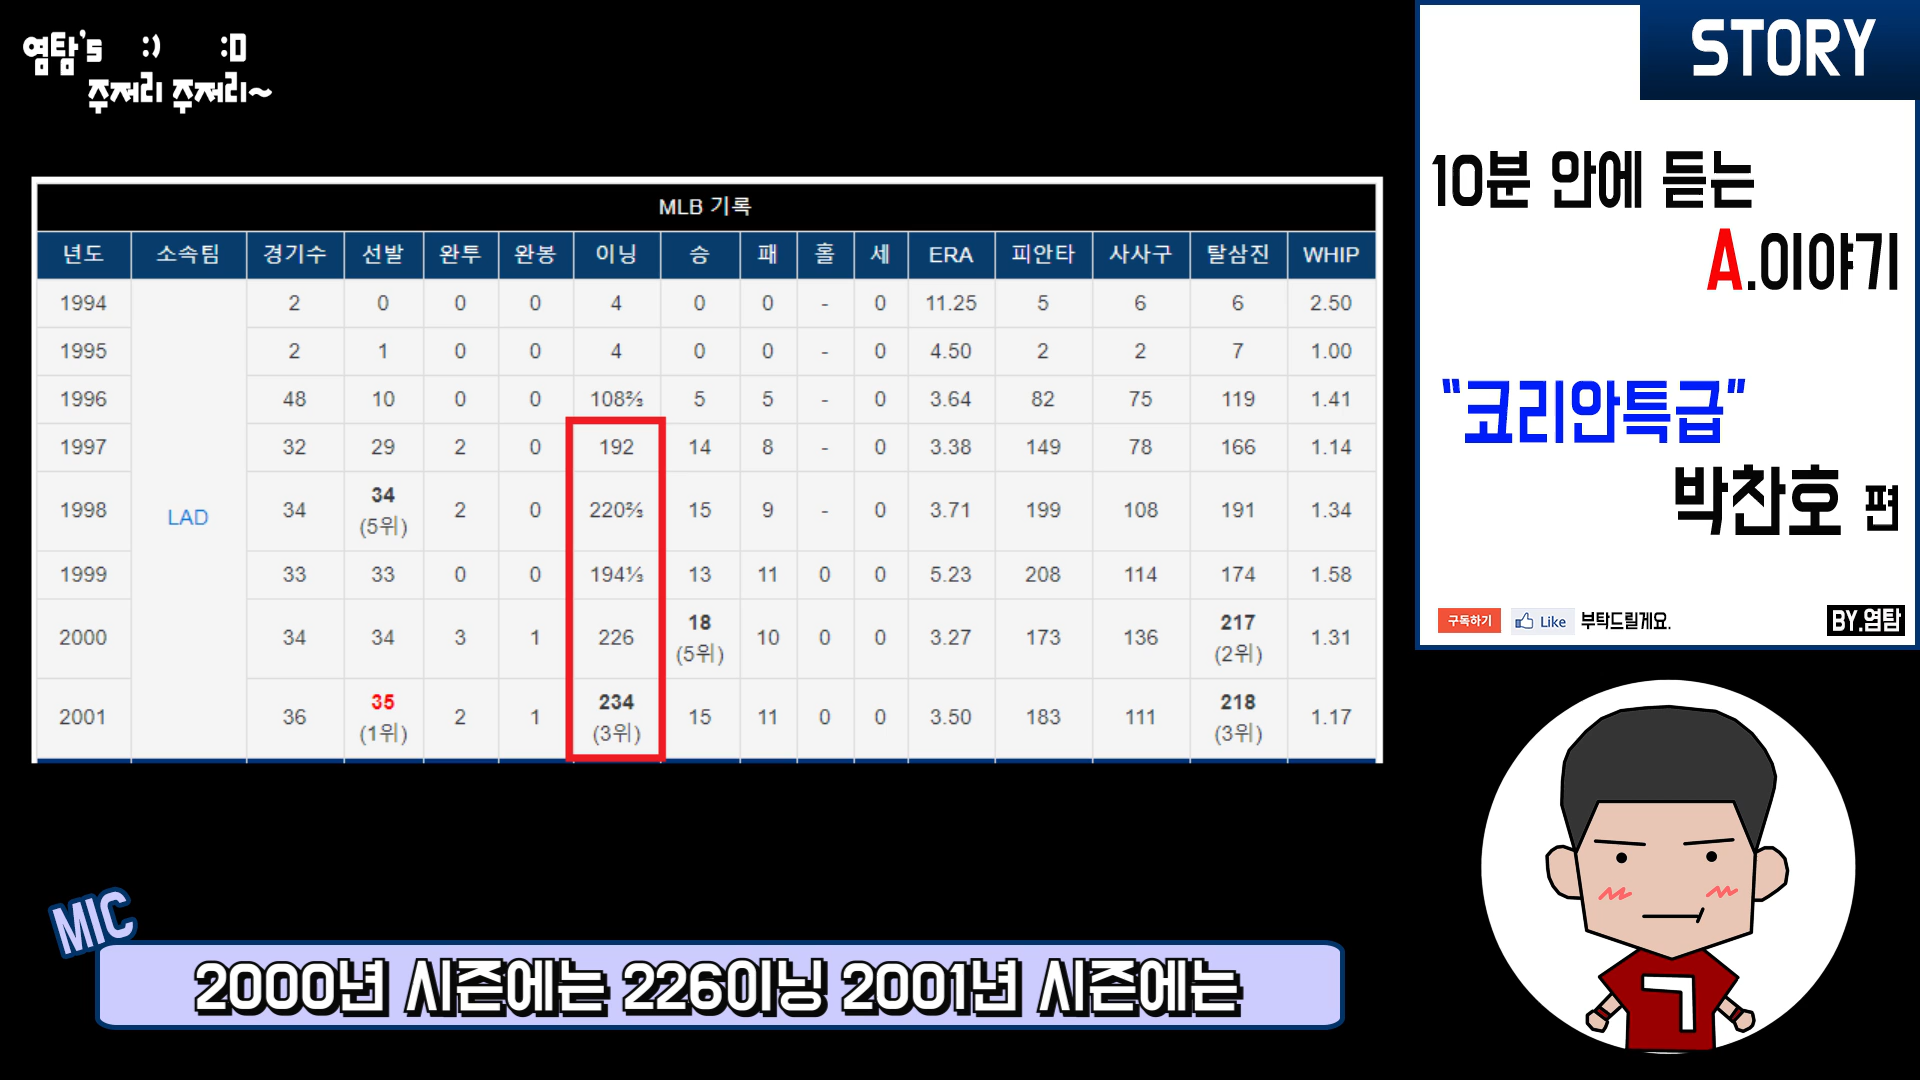 염탐's :) :D
주저리 주저리~
MLB 기록
년도 소속팀 경기수 선발 완투 완봉 이닝 승 패 홀 세 ERA 피안타 사사구 탈삼진 WHIP
1994 2 0 0 0 4 0 0 - 0 11.25 5 6 6 2.50
1995 2 1 0 0 4 0 0 - 0 4.50 2 2 7 1.00
1996 48 10 0 0 108⅔ 5 5 - 0 3.64 82 75 119 1.41
1997 32 29 2 0 192 14 8 - 0 3.38 149 78 166 1.14
1998 LAD 34 34 (5위) 2 0 220⅔ 15 9 - 0 3.71 199 108 191 1.34
1999 33 33 0 0 194⅓ 13 11 0 0 5.23 208 114 174 1.58
2000 34 34 3 1 226 18 (5위) 10 0 0 3.27 173 136 217 (2위) 1.31
2001 36 35 (1위) 2 1 234 (3위) 15 11 0 0 3.50 183 111 218 (3위) 1.17
STORY
10분 안에 듣는
A.이야기
"코리안특급"
박찬호 편
구독하기 Like 부탁드릴게요.
BY.염탐
MIC
2000년 시즌에는 226이닝 2001년 시즌에는
ㄱ